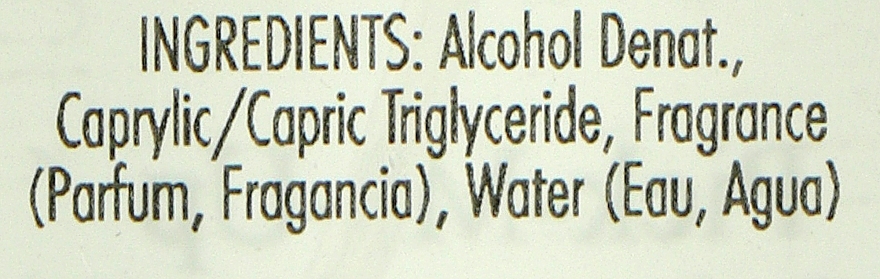 INGREDIENTS: Alcohol Denat.,
Caprylic/Capric Triglyceride, Fragrance
(Parfum, Fragancia), Water (Eau, Agua)